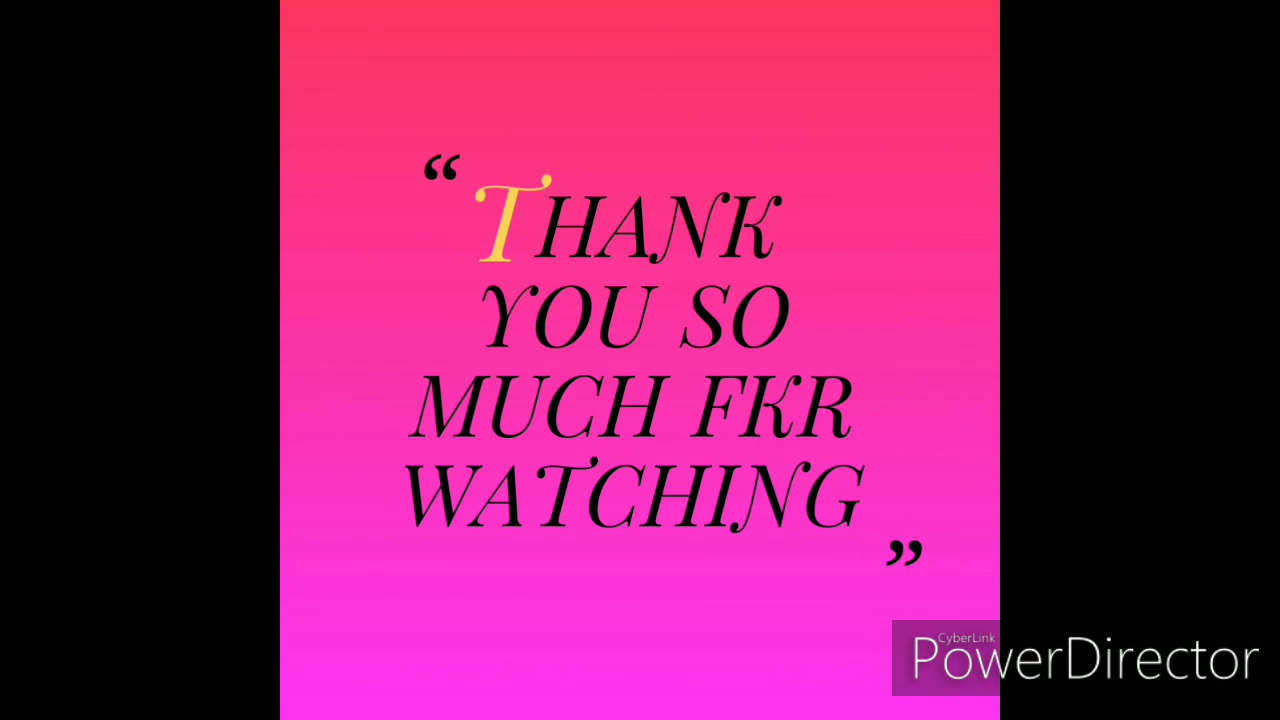 “THANK
YOU SO
MUCH FKR
WATCHING”
CyberLink
PowerDirector